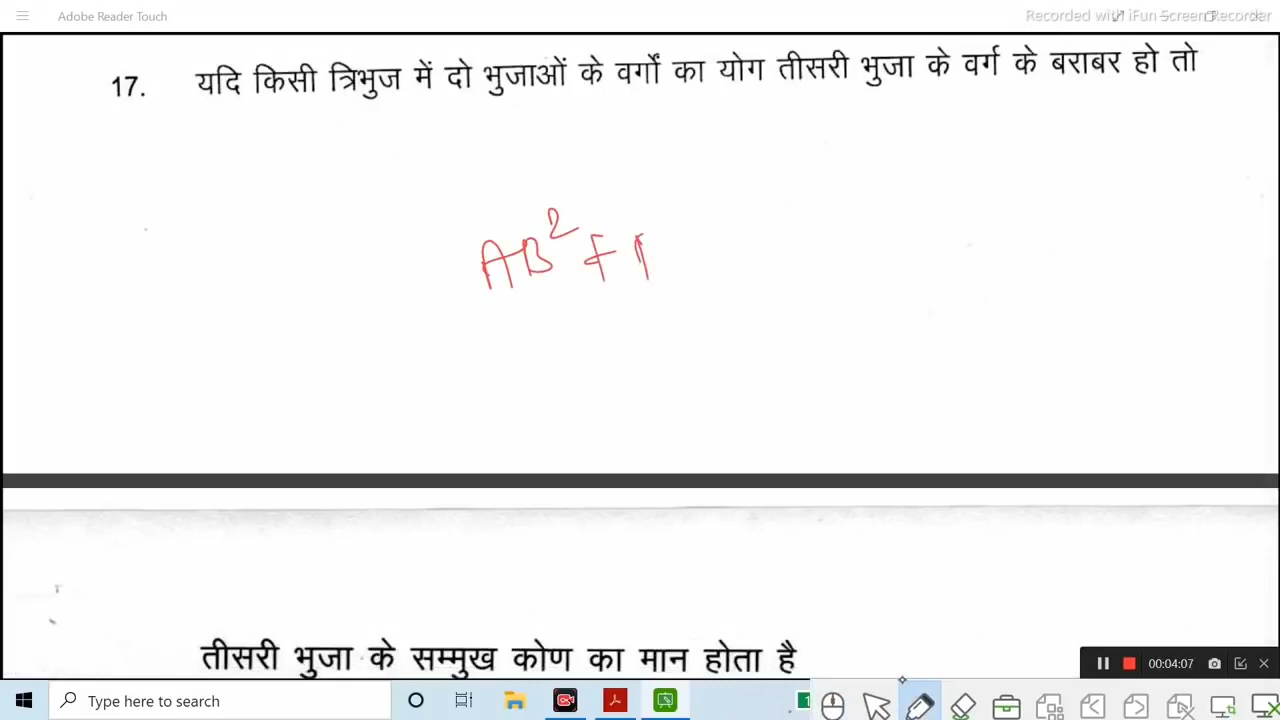 Adobe Reader Touch
Recorded with iFun Screen Recorder
17. यदि किसी त्रिभुज में दो भुजाओं के वर्गों का योग तीसरी भुजा के वर्ग के बराबर हो तो
AB² +
तीसरी भुजा के सम्मुख कोण का मान होता है
00:04:07
Type here to search